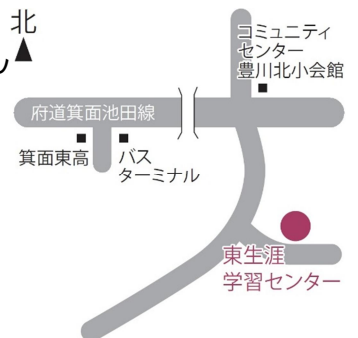 北
コミュニティ
センター
豊川北小会館
府道箕面池田線
箕面東高
バス
ターミナル
東生涯
学習センター